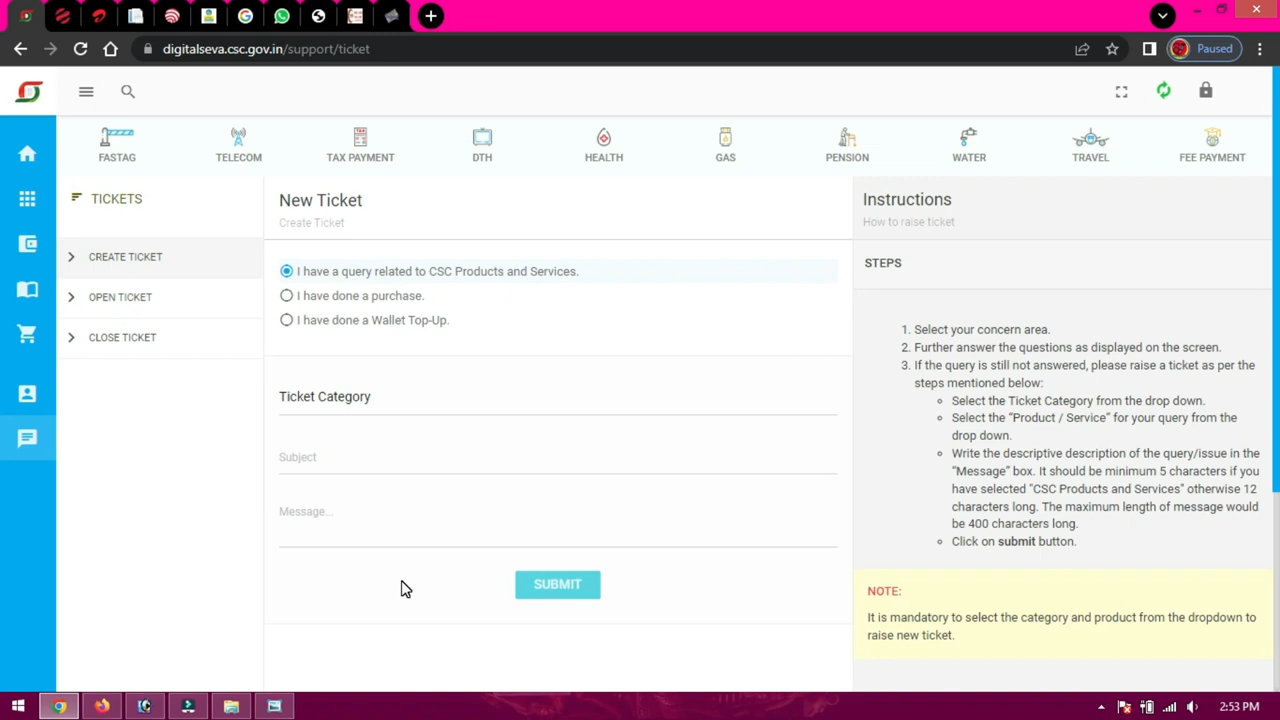 digitalseva.csc.gov.in/support/ticket
Paused
FASTAG
TELECOM
TAX PAYMENT
DTH
HEALTH
GAS
PENSION
WATER
TRAVEL
FEE PAYMENT
TICKETS
CREATE TICKET
OPEN TICKET
CLOSE TICKET
New Ticket
Create Ticket
I have a query related to CSC Products and Services.
I have done a purchase.
I have done a Wallet Top-Up.
Ticket Category
Subject
Message...
SUBMIT
Instructions
How to raise ticket
STEPS
1. Select your concern area.
2. Further answer the questions as displayed on the screen.
3. If the query is still not answered, please raise a ticket as per the
steps mentioned below:
Select the Ticket Category from the drop down.
Select the “Product / Service” for your query from the
drop down.
Write the descriptive description of the query/issue in the
“Message” box. It should be minimum 5 characters if you
have selected "CSC Products and Services" otherwise 12
characters long. The maximum length of message would
be 400 characters long.
Click on submit button.
NOTE:
It is mandatory to select the category and product from the dropdown to
raise new ticket.
2:53 PM